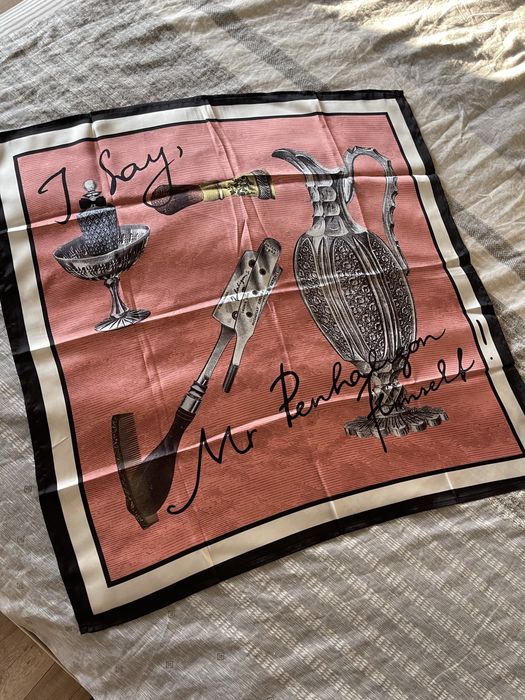 I Say,
Mr Penhaligon
himself!